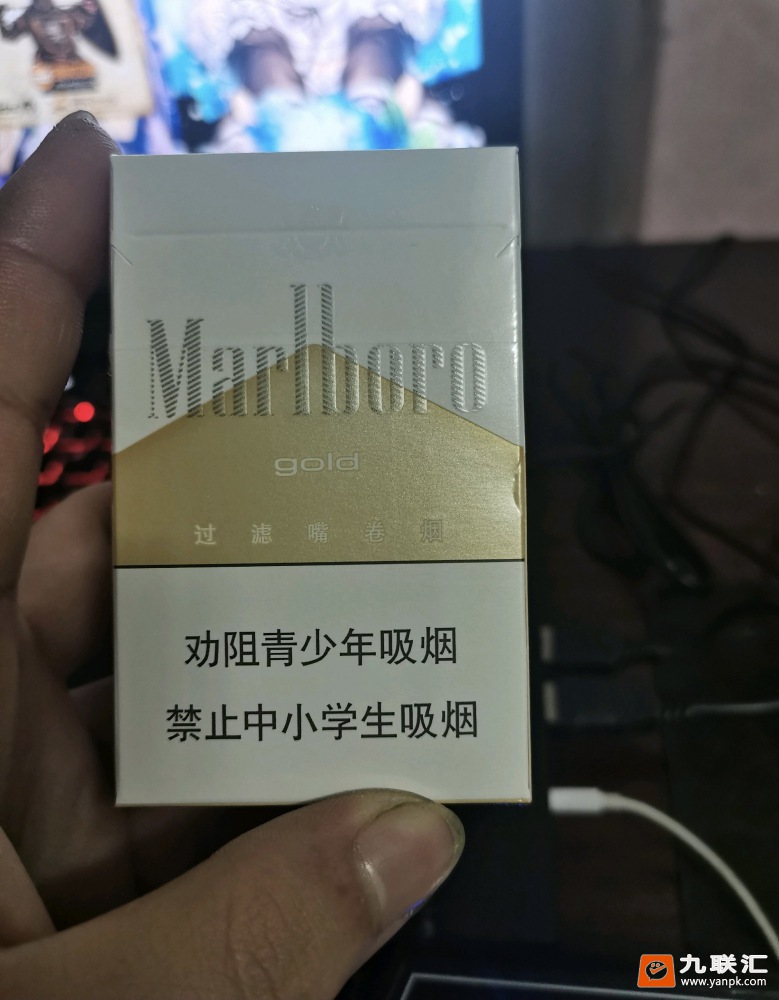 Marlboro
gold
过滤嘴卷烟
劝阻青少年吸烟
禁止中小学生吸烟
九联汇
www.yanpk.com